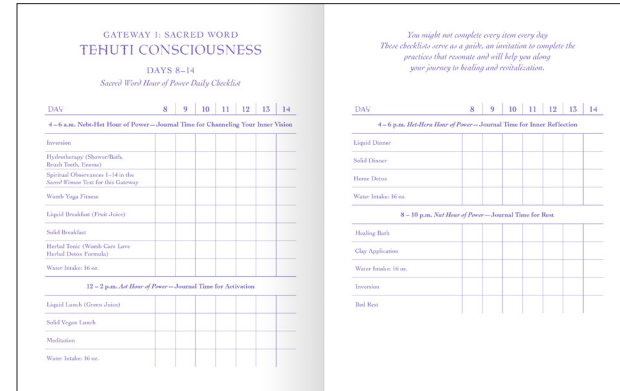 GATEWAY 1: SACRED WORD
TEHUTI CONSCIOUSNESS
DAYS 8–14
Sacred Word Hour of Power Daily Checklist
DAY 8 9 10 11 12 13 14
4 – 6 a.m. Nebt-Het Hour of Power—Journal Time for Channeling Your Inner Vision
Inversion
Hydrotherapy (Shower/Bath,
Brush Teeth, Enema)
Spiritual Observances 1–14 in the
Sacred Woman Text for this Gateway
Womb Yoga Fitness
Liquid Breakfast (Fruit Juice)
Solid Breakfast
Herbal Tonic (Womb Care Love
Herbal Detox Formula)
Water Intake: 16 oz.
12 – 2 p.m. Ast Hour of Power—Journal Time for Activation
Liquid Lunch (Green Juice)
Solid Vegan Lunch
Meditation
Water Intake: 16 oz.
You might not complete every item every day
These checklists serve as a guide, an invitation to complete the
practices that resonate and will help you along
your journey to healing and revitalization.
DAY 8 9 10 11 12 13 14
4 – 6 p.m. Het-Heru Hour of Power—Journal Time for Inner Reflection
Liquid Dinner
Solid Dinner
Home Detox
Water Intake: 16 oz.
8 – 10 p.m. Nut Hour of Power—Journal Time for Rest
Healing Bath
Clay Application
Water Intake: 16 oz.
Inversion
Bed Rest